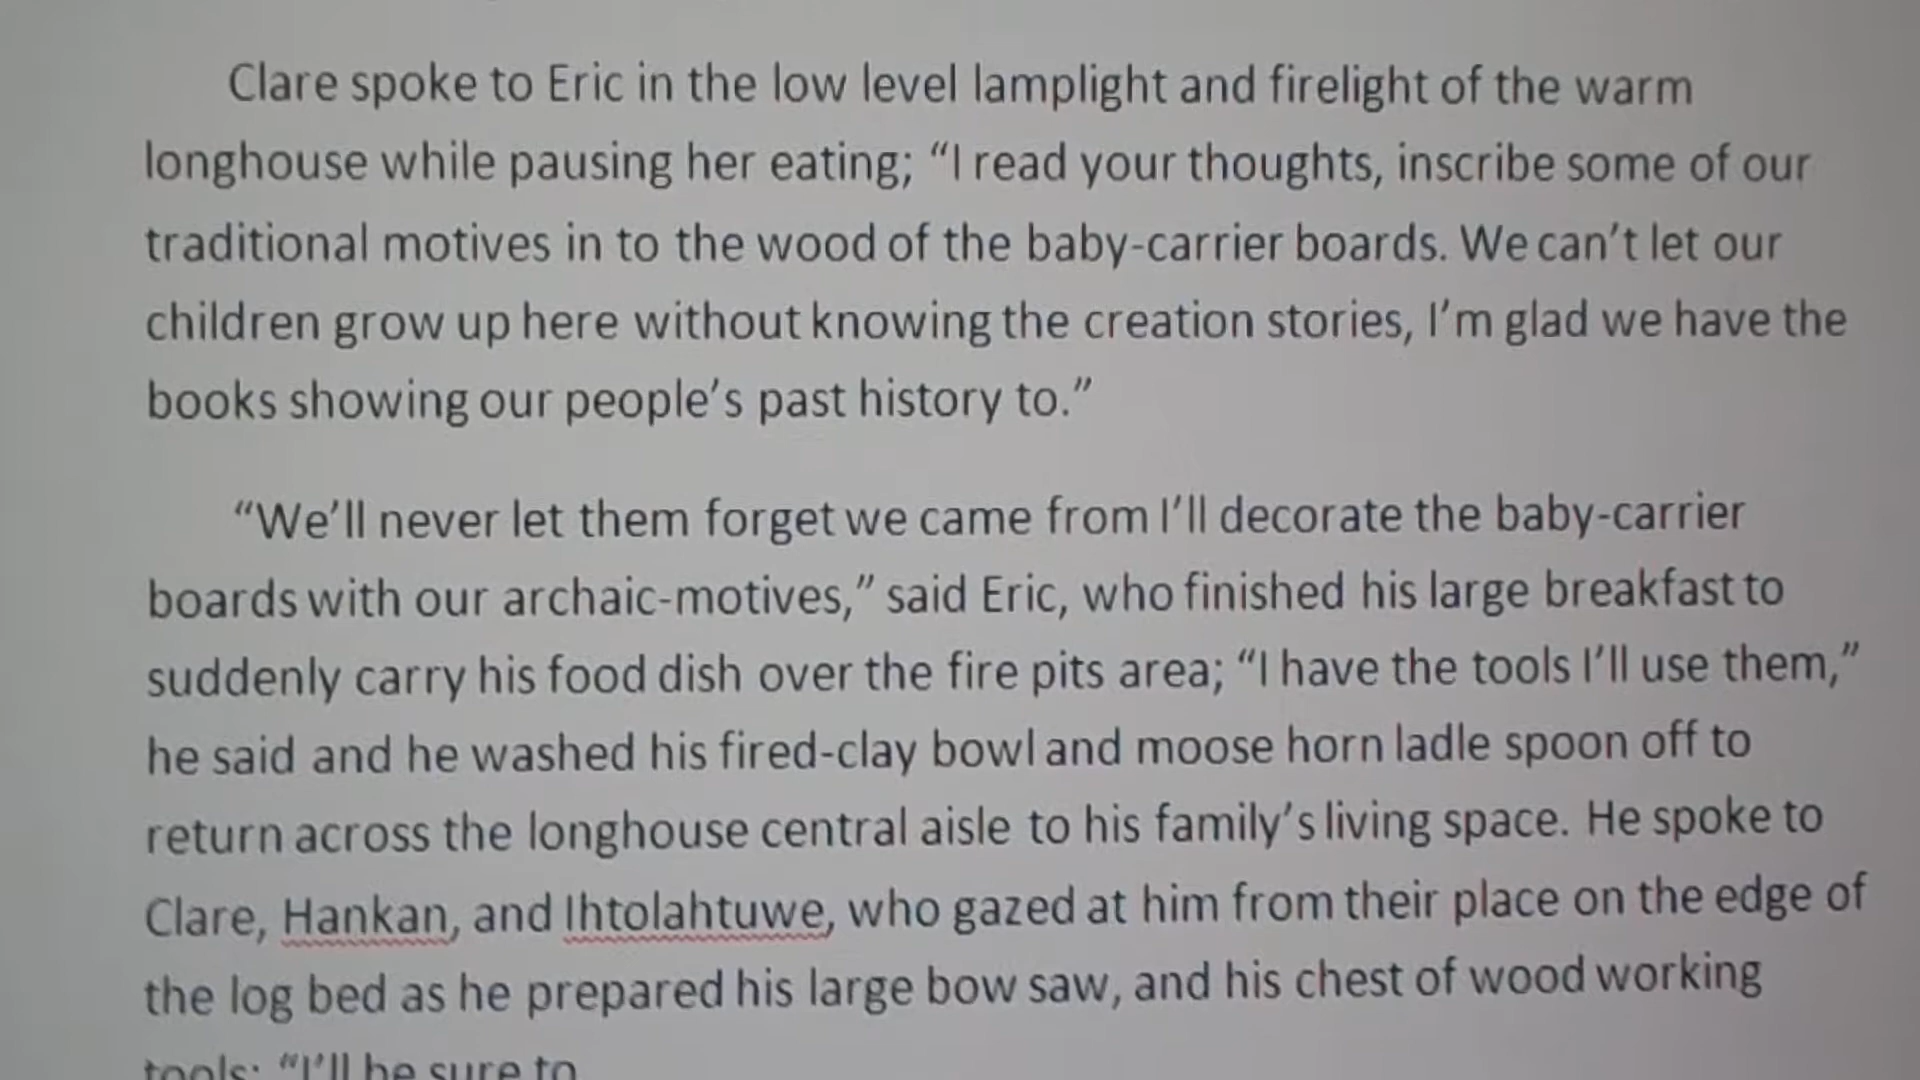 Clare spoke to Eric in the low level lamplight and firelight of the warm
longhouse while pausing her eating; “I read your thoughts, inscribe some of our
traditional motives in to the wood of the baby-carrier boards. We can’t let our
children grow up here without knowing the creation stories, I’m glad we have the
books showing our people’s past history to.”
“We’ll never let them forget we came from I’ll decorate the baby-carrier
boards with our archaic-motives,” said Eric, who finished his large breakfast to
suddenly carry his food dish over the fire pits area; “I have the tools I’ll use them,”
he said and he washed his fired-clay bowl and moose horn ladle spoon off to
return across the longhouse central aisle to his family’s living space. He spoke to
Clare, Hankan, and Ihtolahtuwe, who gazed at him from their place on the edge of
the log bed as he prepared his large bow saw, and his chest of wood working
tools: “I’ll be sure to